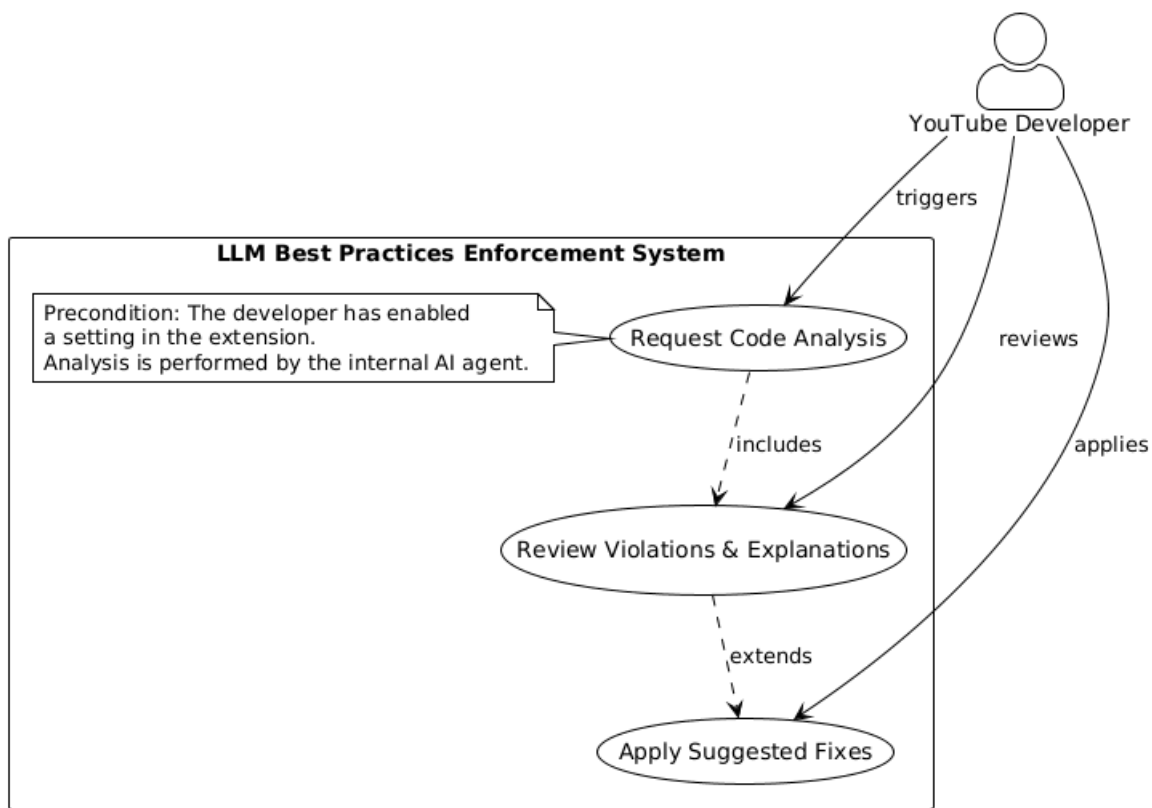 YouTube Developer
triggers
LLM Best Practices Enforcement System
Precondition: The developer has enabled
a setting in the extension.
Analysis is performed by the internal AI agent.
Request Code Analysis
reviews
includes
applies
Review Violations & Explanations
extends
Apply Suggested Fixes